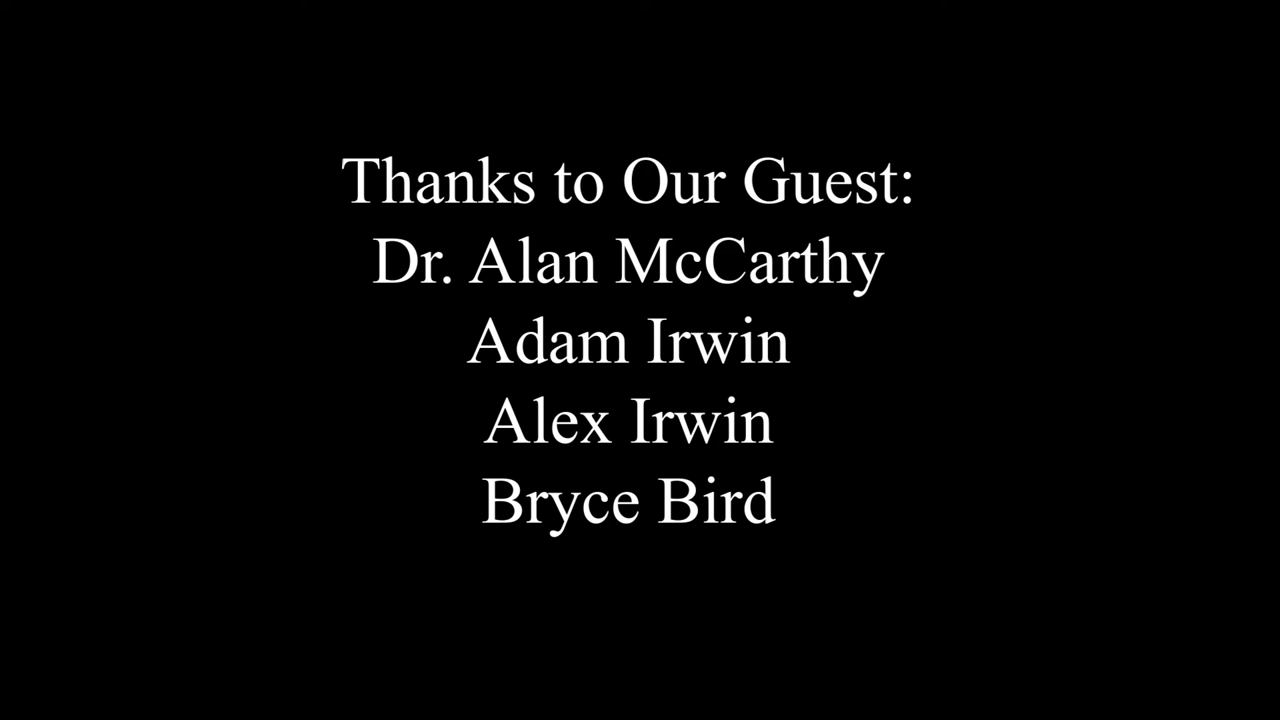 Thanks to Our Guest:
Dr. Alan McCarthy
Adam Irwin
Alex Irwin
Bryce Bird